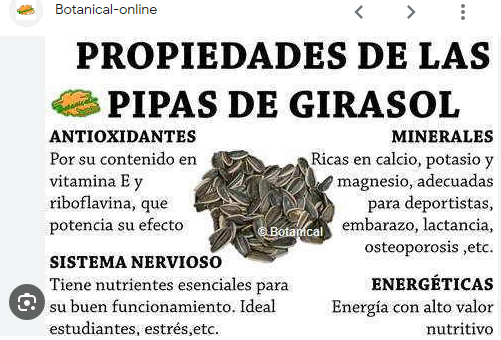 Botanical-online
PROPIEDADES DE LAS
PIPAS DE GIRASOL
Botanical
ANTIOXIDANTES
Por su contenido en
vitamina E y
riboflavina, que
potencia su efecto
MINERALES
Ricas en calcio, potasio y
magnesio, adecuadas
para deportistas,
embarazo, lactancia,
osteoporosis ,etc.
© Botanical
SISTEMA NERVIOSO
Tiene nutrientes esenciales para
su buen funcionamiento. Ideal
estudiantes, estrés,etc.
ENERGÉTICAS
Energía con alto valor
nutritivo